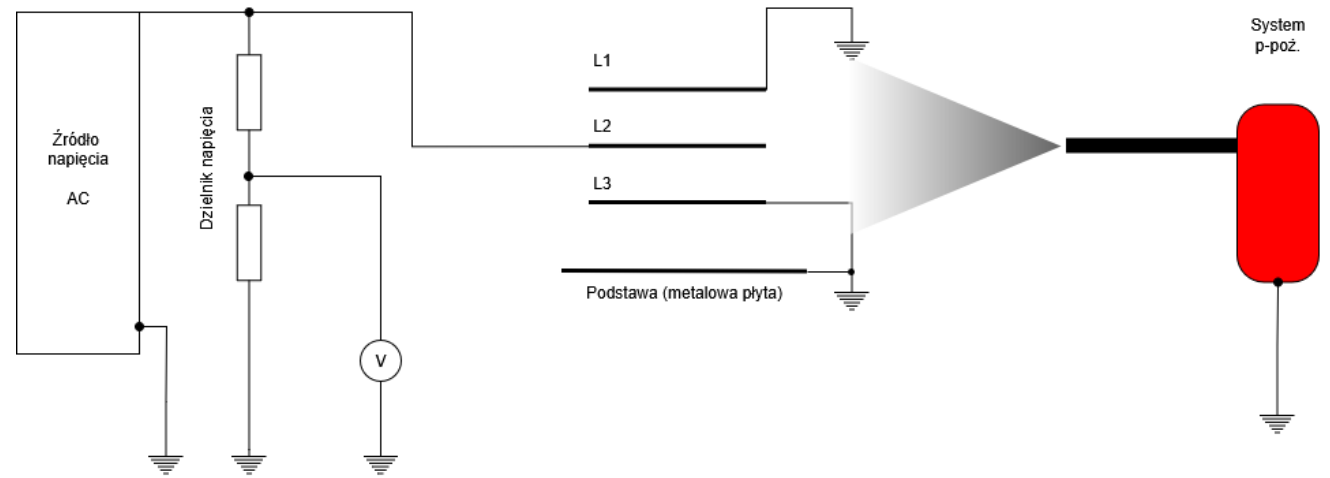 System
p-poż.
L1
Źródło
napięcia
AC
Dzielnik napięcia
L2
L3
Podstawa (metalowa płyta)
V